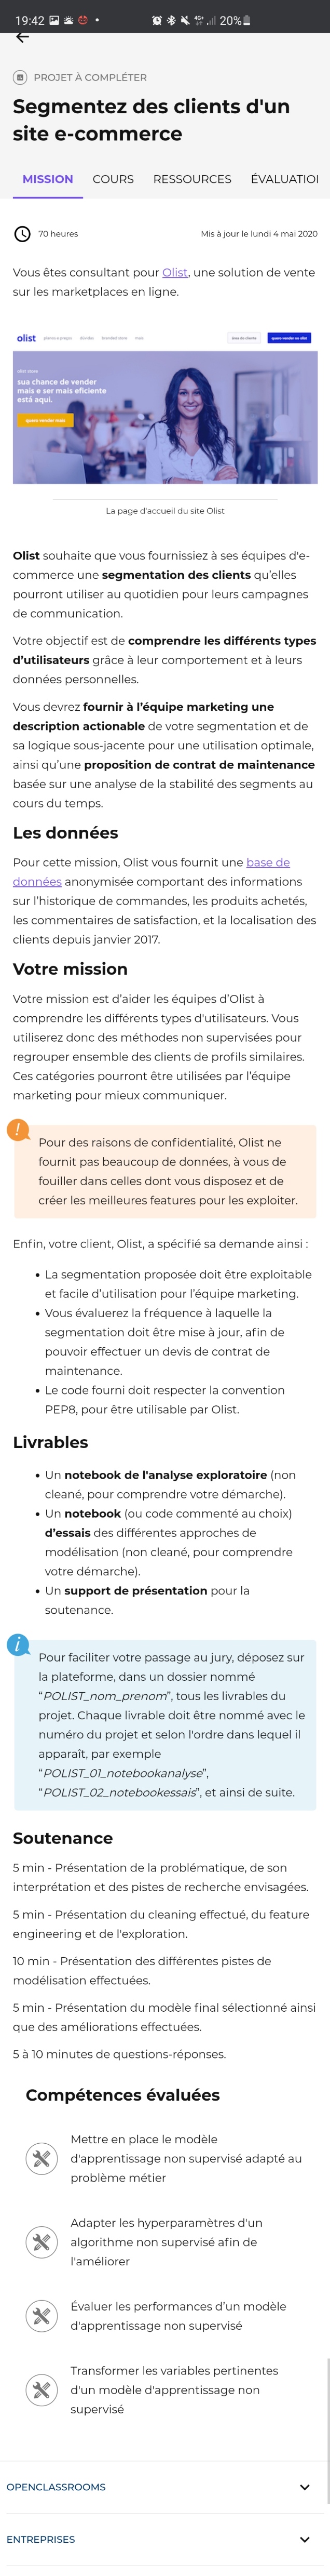 19:42
20%
PROJET À COMPLÉTER
Segmentez des clients d'un
site e-commerce
MISSION COURS RESSOURCES ÉVALUATIOI
70 heures
Mis à jour le lundi 4 mai 2020
Vous êtes consultant pour Olist, une solution de vente
sur les marketplaces en ligne.
olist
olist store
sua chance de vender
mais e ser mais eficiente
está aqui.
quero vender mais
La page d'accueil du site Olist
Olist souhaite que vous fournissiez à ses équipes d'e-
commerce une segmentation des clients qu'elles
pourront utiliser au quotidien pour leurs campagnes
de communication.
Votre objectif est de comprendre les différents types
d'utilisateurs grâce à leur comportement et à leurs
données personnelles.
Vous devrez fournir à l'équipe marketing une
description actionable de votre segmentation et de
sa logique sous-jacente pour une utilisation optimale,
ainsi qu'une proposition de contrat de maintenance
basée sur une analyse de la stabilité des segments au
cours du temps.
Les données
Pour cette mission, Olist vous fournit une base de
données anonymisée comportant des informations
sur l'historique de commandes, les produits achetés,
les commentaires de satisfaction, et la localisation des
clients depuis janvier 2017.
Votre mission
Votre mission est d'aider les équipes d'Olist à
comprendre les différents types d'utilisateurs. Vous
utiliserez donc des méthodes non supervisées pour
regrouper ensemble des clients de profils similaires.
Ces catégories pourront être utilisées par l'équipe
marketing pour mieux communiquer.
!
Pour des raisons de confidentialité, Olist ne
fournit pas beaucoup de données, à vous de
fouiller dans celles dont vous disposez et de
créer les meilleures features pour les exploiter.
Enfin, votre client, Olist, a spécifié sa demande ainsi :
• La segmentation proposée doit être exploitable
et facile d'utilisation pour l'équipe marketing.
• Vous évaluerez la fréquence à laquelle la
segmentation doit être mise à jour, afin de
pouvoir effectuer un devis de contrat de
maintenance.
• Le code fourni doit respecter la convention
PEP8, pour être utilisable par Olist.
Livrables
• Un notebook de l'analyse exploratoire (non
cleané, pour comprendre votre démarche).
• Un notebook (ou code commenté au choix)
d'essais des différentes approches de
modélisation (non cleané, pour comprendre
votre démarche).
• Un support de présentation pour la
soutenance.
i
Pour faciliter votre passage au jury, déposez sur
la plateforme, dans un dossier nommé
“POLIST_nom_prenom”, tous les livrables du
projet. Chaque livrable doit être nommé avec le
numéro du projet et selon l'ordre dans lequel il
apparaît, par exemple
“POLIST_01_notebookanalyse”,
“POLIST_02_notebookessais”, et ainsi de suite.
Soutenance
5 min - Présentation de la problématique, de son
interprétation et des pistes de recherche envisagées.
5 min - Présentation du cleaning effectué, du feature
engineering et de l'exploration.
10 min - Présentation des différentes pistes de
modélisation effectuées.
5 min - Présentation du modèle final sélectionné ainsi
que des améliorations effectuées.
5 à 10 minutes de questions-réponses.
Compétences évaluées
Mettre en place le modèle
d'apprentissage non supervisé adapté au
problème métier
Adapter les hyperparamètres d'un
algorithme non supervisé afin de
l'améliorer
Évaluer les performances d'un modèle
d'apprentissage non supervisé
Transformer les variables pertinentes
d'un modèle d'apprentissage non
supervisé
OPENCLASSROOMS
ENTREPRISES